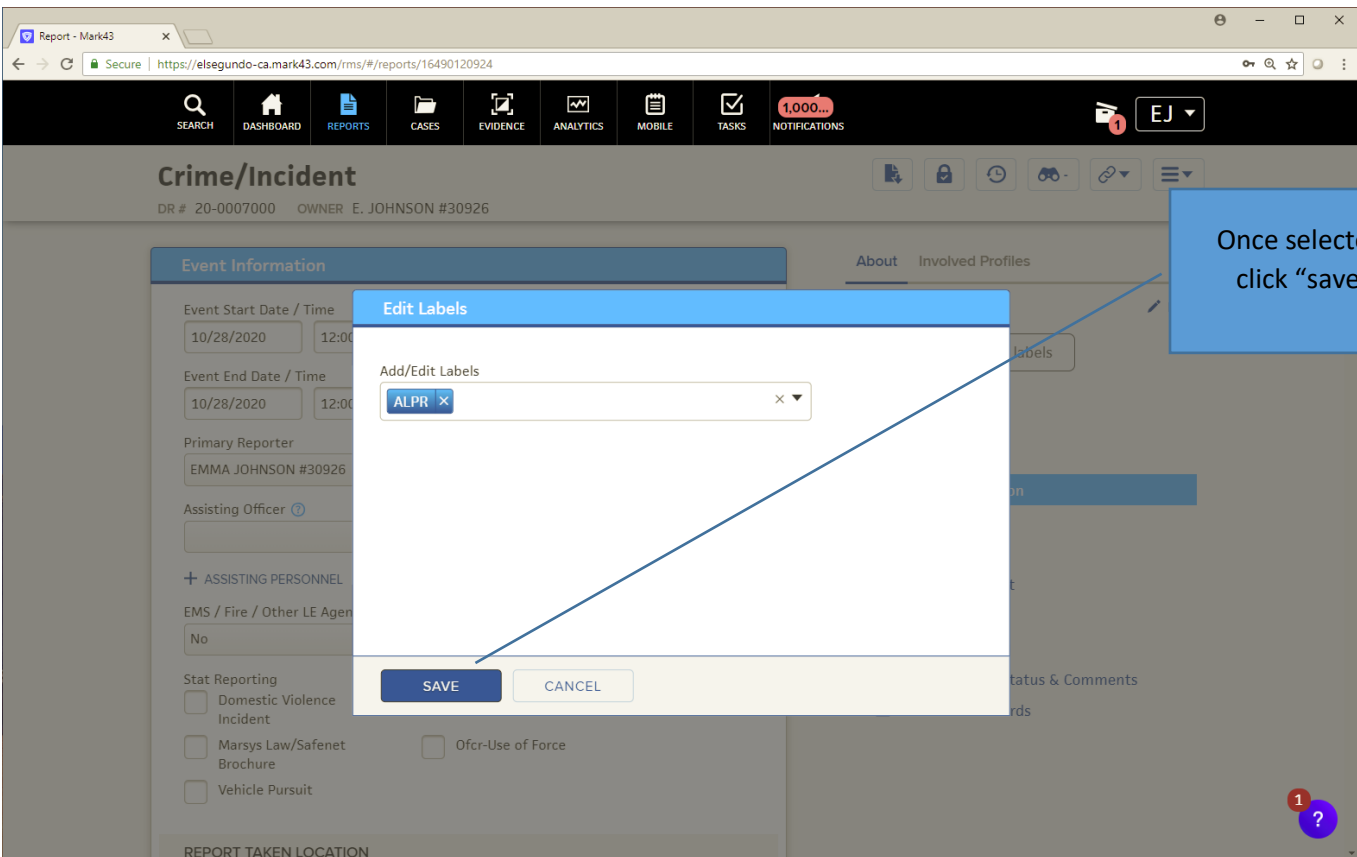 Report - Mark43
Secure | https://elsegundo-ca.mark43.com/rms/#/reports/16490120924
SEARCH DASHBOARD REPORTS CASES EVIDENCE ANALYTICS MOBILE TASKS NOTIFICATIONS
1,000...
1
EJ
Crime/Incident
DR # 20-0007000 OWNER E. JOHNSON #30926
Once select
click “save
Event Information
About Involved Profiles
Event Start Date / Time
10/28/2020 12:00
labels
Event End Date / Time
10/28/2020 12:00
Edit Labels
Add/Edit Labels
ALPR ×
Primary Reporter
EMMA JOHNSON #30926
Assisting Officer ?
+ ASSISTING PERSONNEL
EMS / Fire / Other LE Agen
No
on
t
SAVE CANCEL
Stat Reporting
Domestic Violence
Incident
tatus & Comments
rds
Marsys Law/Safenet
Brochure
Ofcr-Use of Force
Vehicle Pursuit
1
?
REPORT TAKEN LOCATION